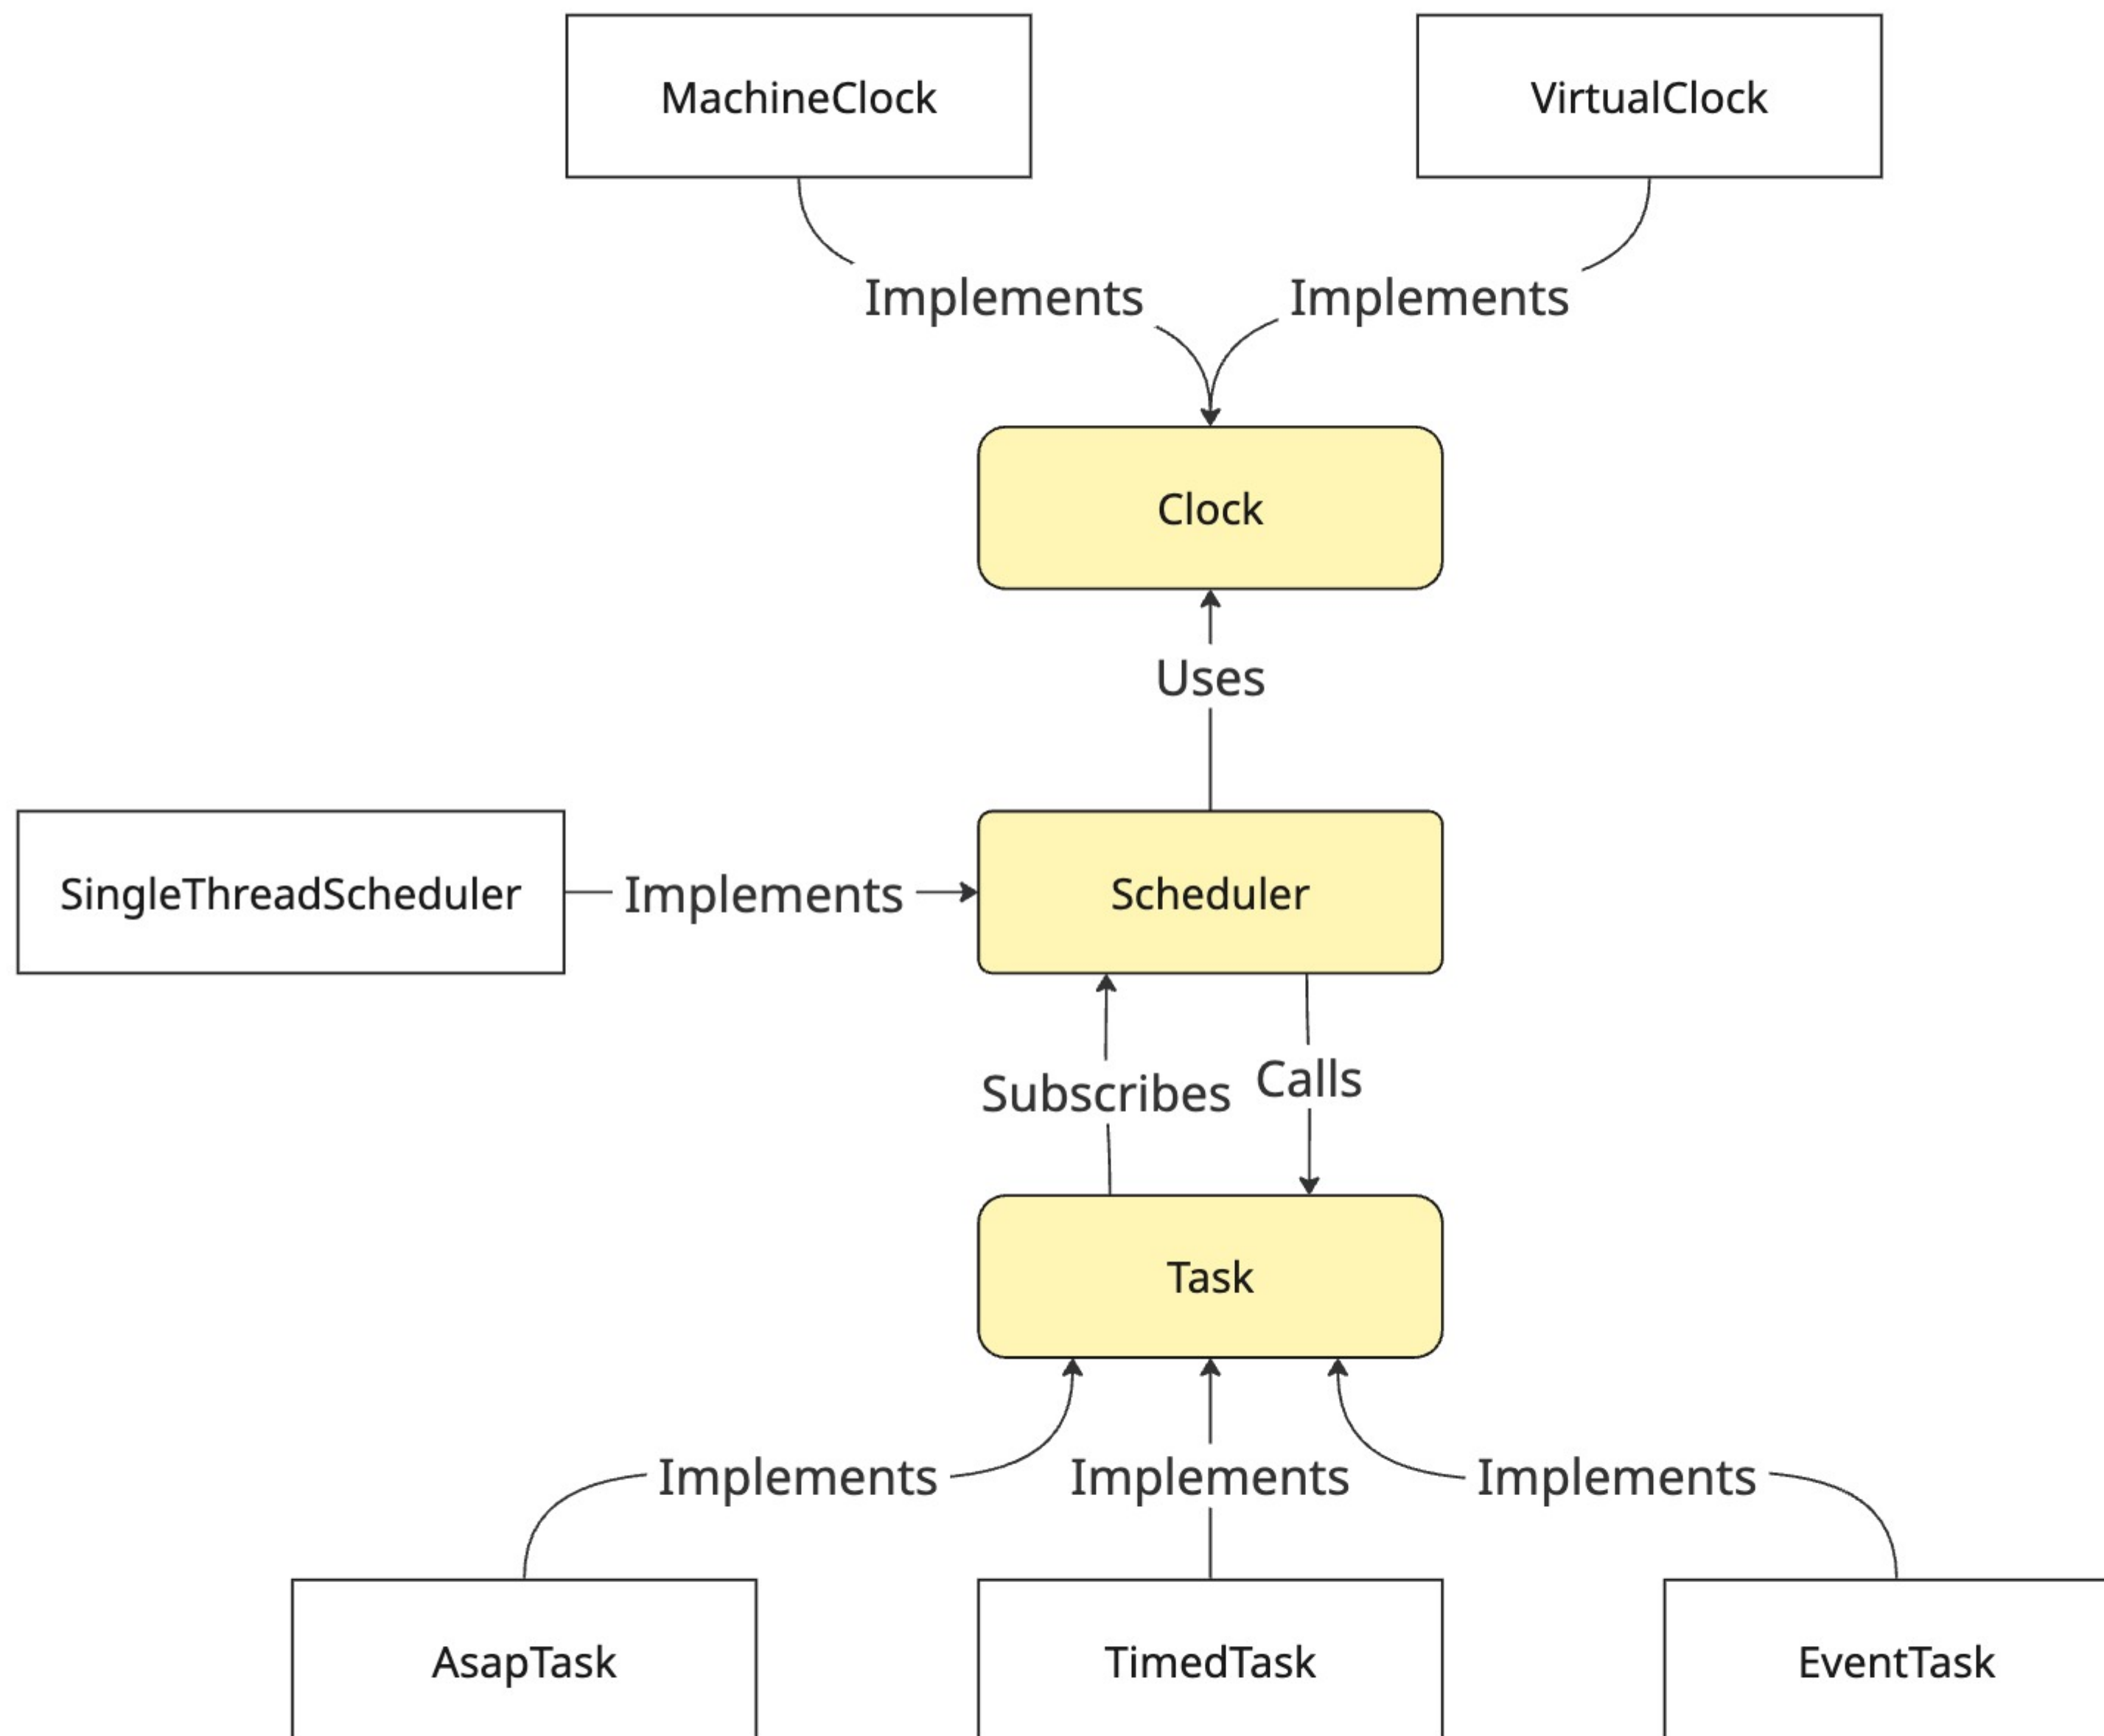 MachineClock
VirtualClock
Implements
Implements
Clock
Uses
SingleThreadScheduler
Implements
Scheduler
Subscribes
Calls
Task
Implements
Implements
Implements
AsapTask
TimedTask
EventTask